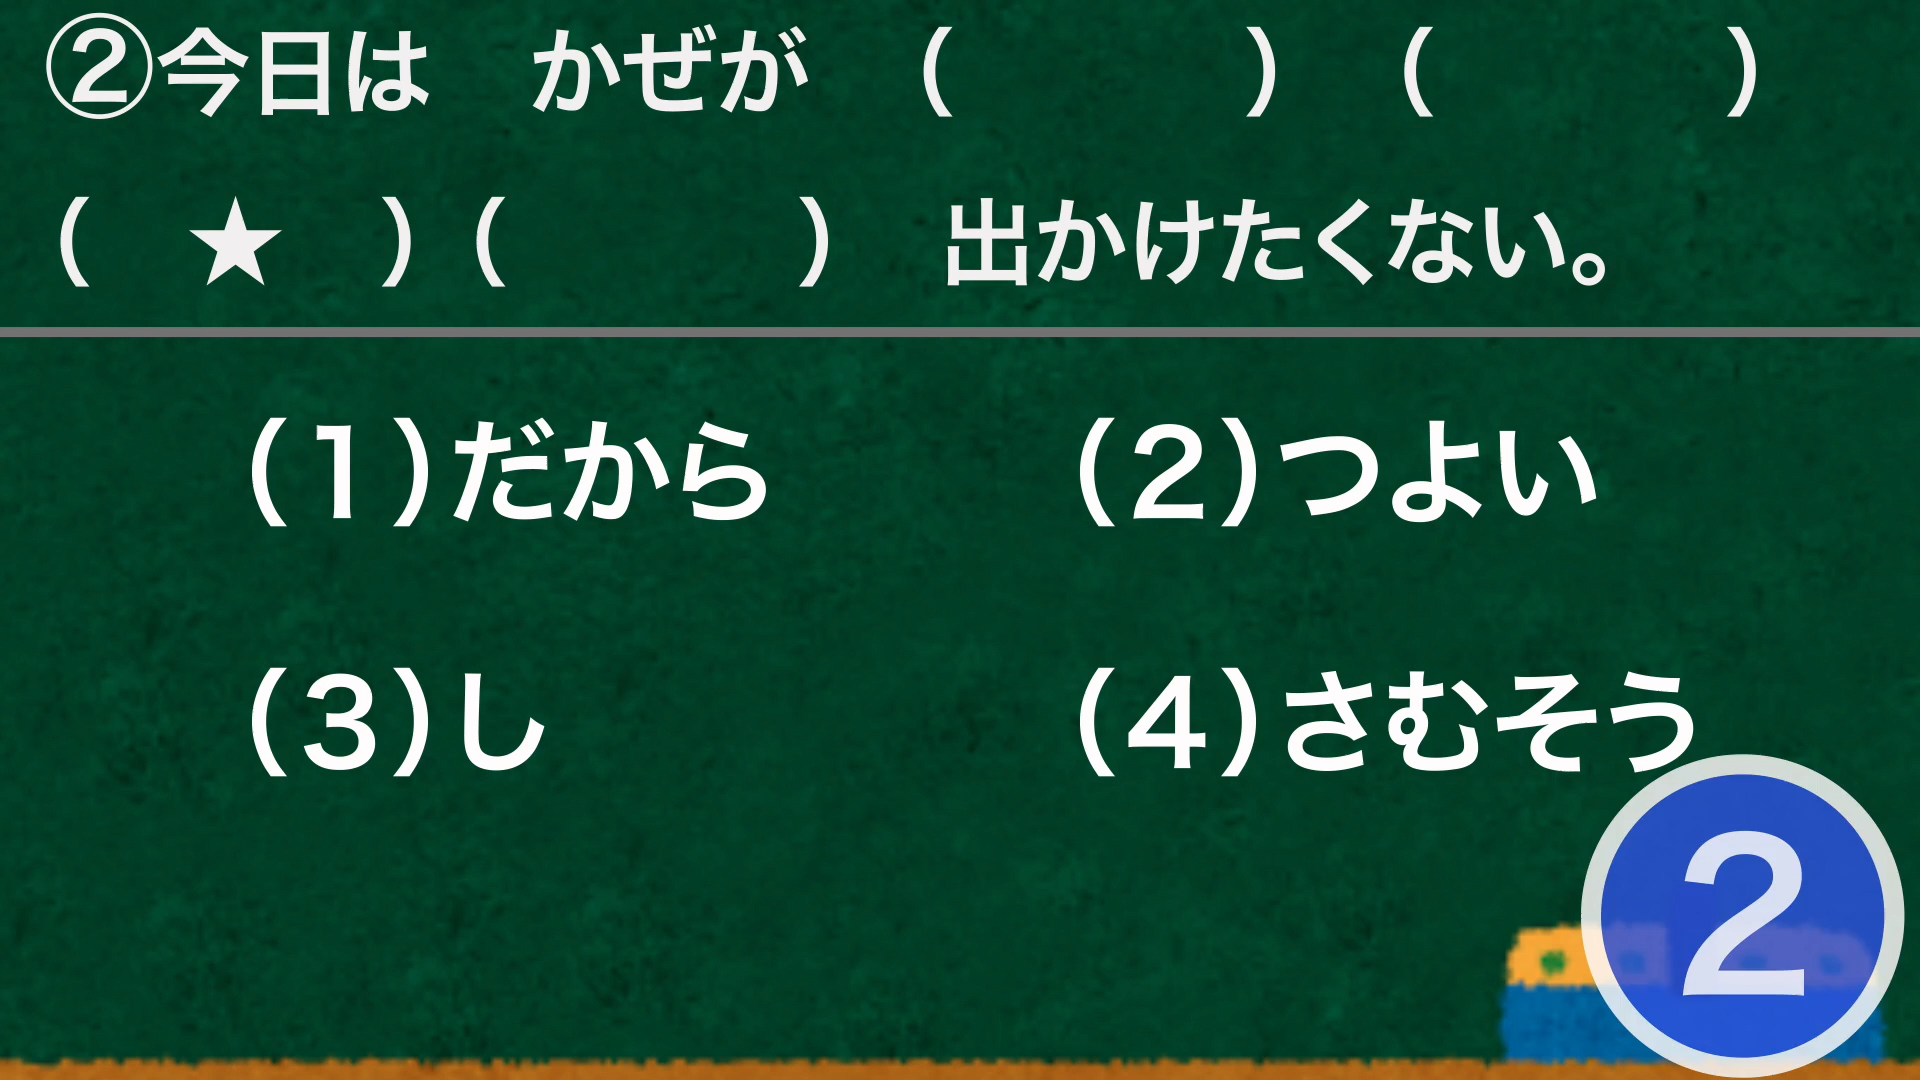 ②今日は　かぜが　(　　　)　(　　　)
(　★　)(　　　)　出かけたくない。
(1)だから　(2)つよい
(3)し　(4)さむそう
2